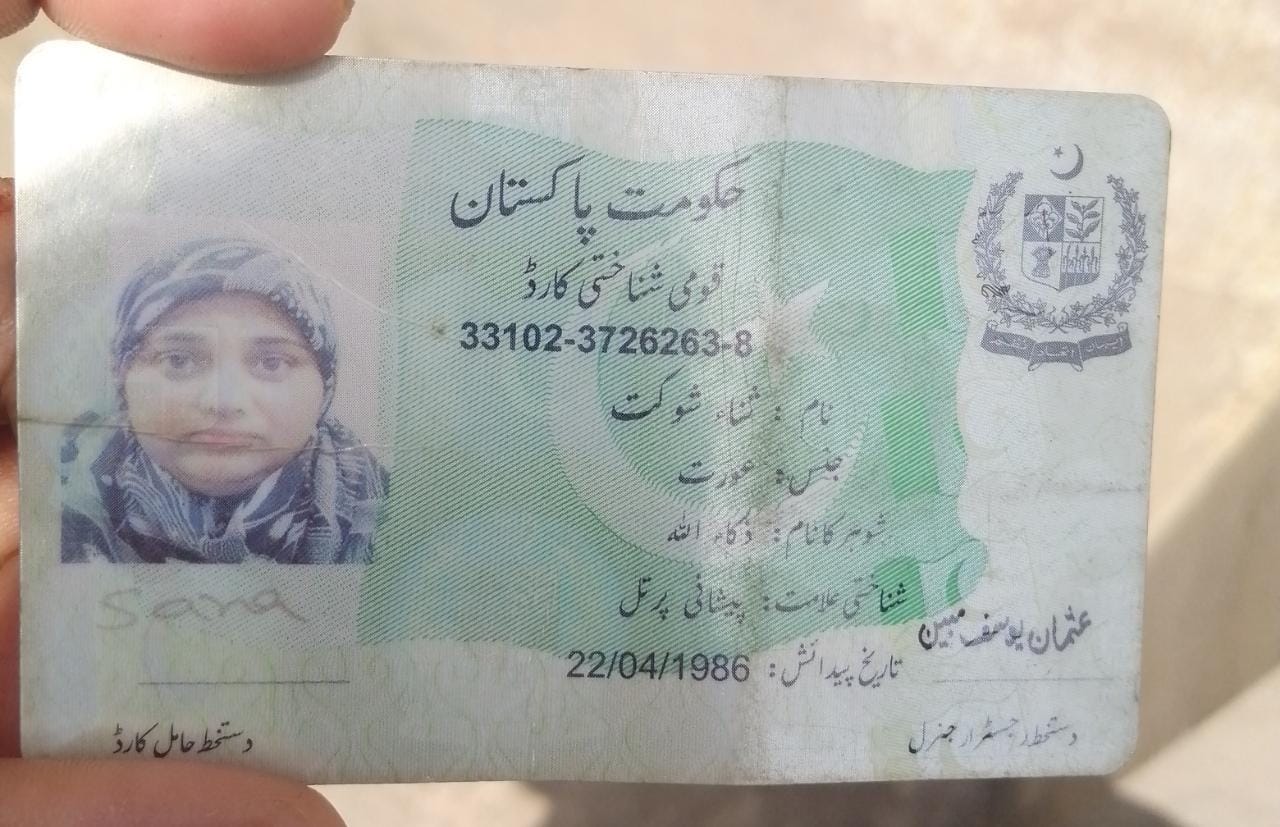 حکومت پاکستان
قومی شناختی کارڈ
33102-3726263-8
نام : ثناء شوکت
جنس: عورت
شوہر کا نام: ذکاء اللہ
شناختی علامت: پیشانی پر تل
تاریخ پیدائش: 22/04/1986
Sana
دستخط حامل کارڈ
عثمان یوسف مبین
دستخط رجسٹرار جنرل